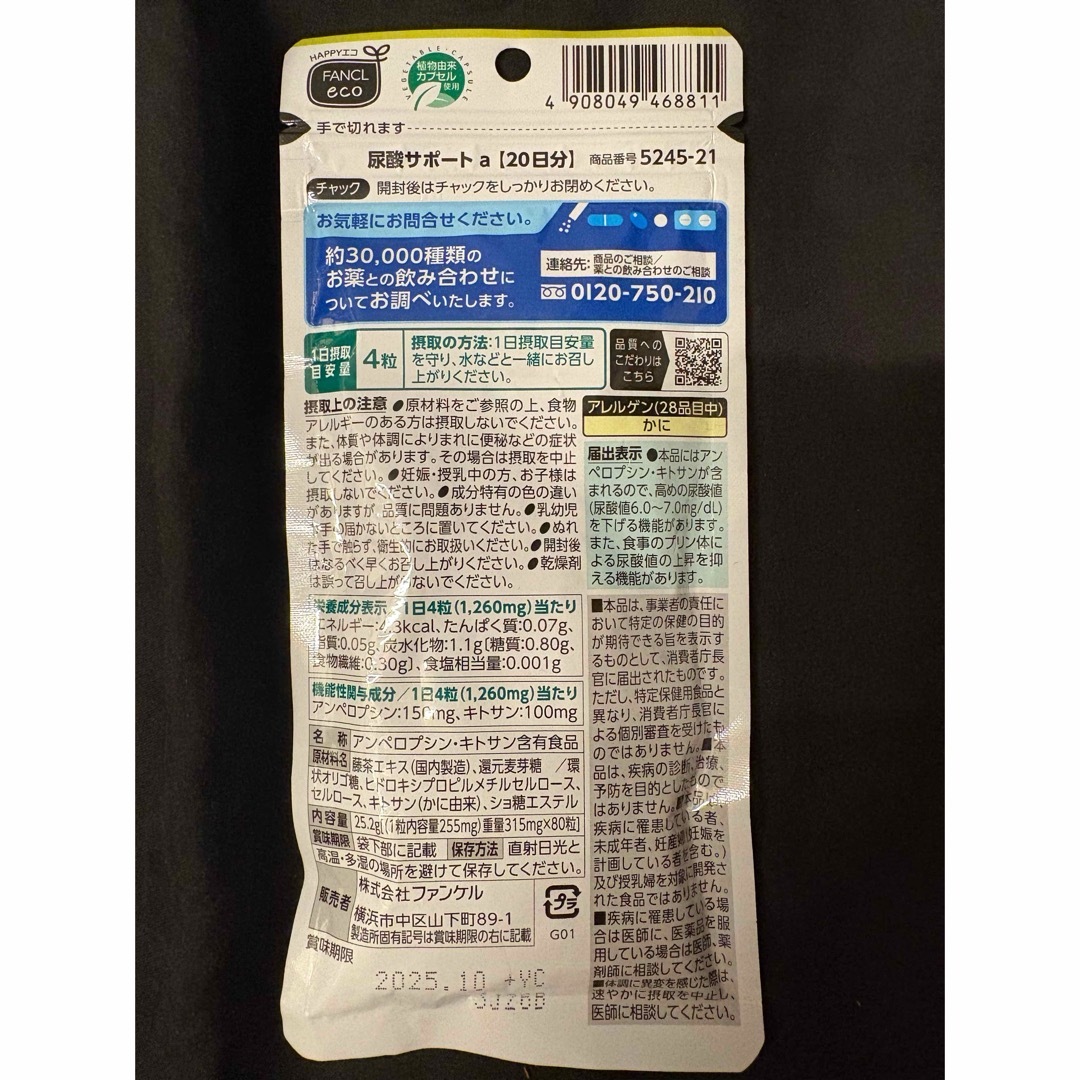 HAPPYエコ
FANCL
eco
VEGETABLE・CAPSULE
植物由来
カプセル
使用
4 908049 468811
手で切れます
尿酸サポート a【20日分】 商品番号 5245-21
チャック 開封後はチャックをしっかりお閉めください。
お気軽にお問合せください。
約30,000種類の
お薬との飲み合わせに
ついてお調べいたします。
連絡先: 商品のご相談/
薬との飲み合わせのご相談
0120-750-210
1日摂取
目安量
4粒
摂取の方法:1日摂取目安量
を守り、水などと一緒にお召し
上がりください。
品質への
こだわりは
こちら
摂取上の注意 ●原材料をご参照の上、食物
アレルギーのある方は摂取しないでください。
また、体質や体調によりまれに便秘などの症状
が出る場合があります。その場合は摂取を中止
してください。●妊娠・授乳中の方、お子様は
摂取しないでください。●成分特有の色の違い
がありますが、品質に問題ありません。●乳幼児
の手の届かないところに置いてください。●ぬれ
た手で触らず、衛生的にお取扱いください。●開封後
はなるべく早くお召し上がりください。●乾燥剤
は誤って召し上がらないでください。
アレルゲン(28品目中)
かに
届出表示 ●本品にはアン
ペロプシン・キトサンが含
まれるので、高めの尿酸値
(尿酸値6.0～7.0mg/dL)
を下げる機能があります。
また、食事のプリン体に
よる尿酸値の上昇を抑
える機能があります。
栄養成分表示/1日4粒(1,260mg)当たり
エネルギー:4.3kcal、たんぱく質:0.07g、
脂質:0.05g、炭水化物:1.1g〔糖質:0.80g、
食物繊維:0.30g〕、食塩相当量:0.001g
機能性関与成分/1日4粒(1,260mg)当たり
アンペロプシン:150mg、キトサン:100mg
名 称 アンペロプシン・キトサン含有食品
原材料名 藤茶エキス(国内製造)、還元麦芽糖 /環
状オリゴ糖、ヒドロキシプロピルメチルセルロース、
セルロース、キトサン(かに由来)、ショ糖エステル
内容量 25.2g〔(1粒内容量255mg)重量315mg×80粒〕
賞味期限 袋下部に記載 保存方法 直射日光と
高温・多湿の場所を避けて保存してください。
販売者 株式会社ファンケル
横浜市中区山下町89-1
製造所固有記号は賞味期限の右に記載
プラ
G01
■本品は、事業者の責任に
おいて特定の保健の目的
が期待できる旨を表示す
るものとして、消費者庁長
官に届出されたものです。
ただし、特定保健用食品と
異なり、消費者庁長官に
よる個別審査を受けたも
のではありません。■本
品は、疾病の診断、治療、
予防を目的としたもので
はありません。■本品は、
疾病に罹患している者、
未成年者、妊産婦(妊娠を
計画している者を含む。)
及び授乳婦を対象に開発さ
れた食品ではありません。
■疾病に罹患している場
合は医師に、医薬品を服
用している場合は医師、薬
剤師に相談してください。
■体調に異変を感じた際は、
速やかに摂取を中止し、
医師に相談してください。
賞味期限
2025.10 +YC